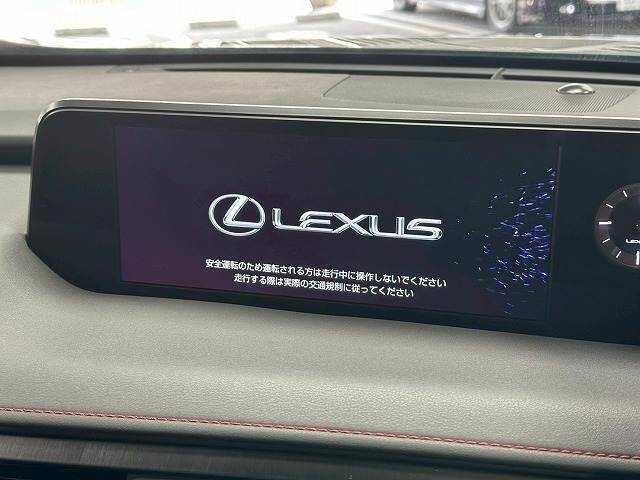 LEXUS
安全運転のため運転される方は走行中に操作しないでください
走行する際は実際の交通規制に従ってください